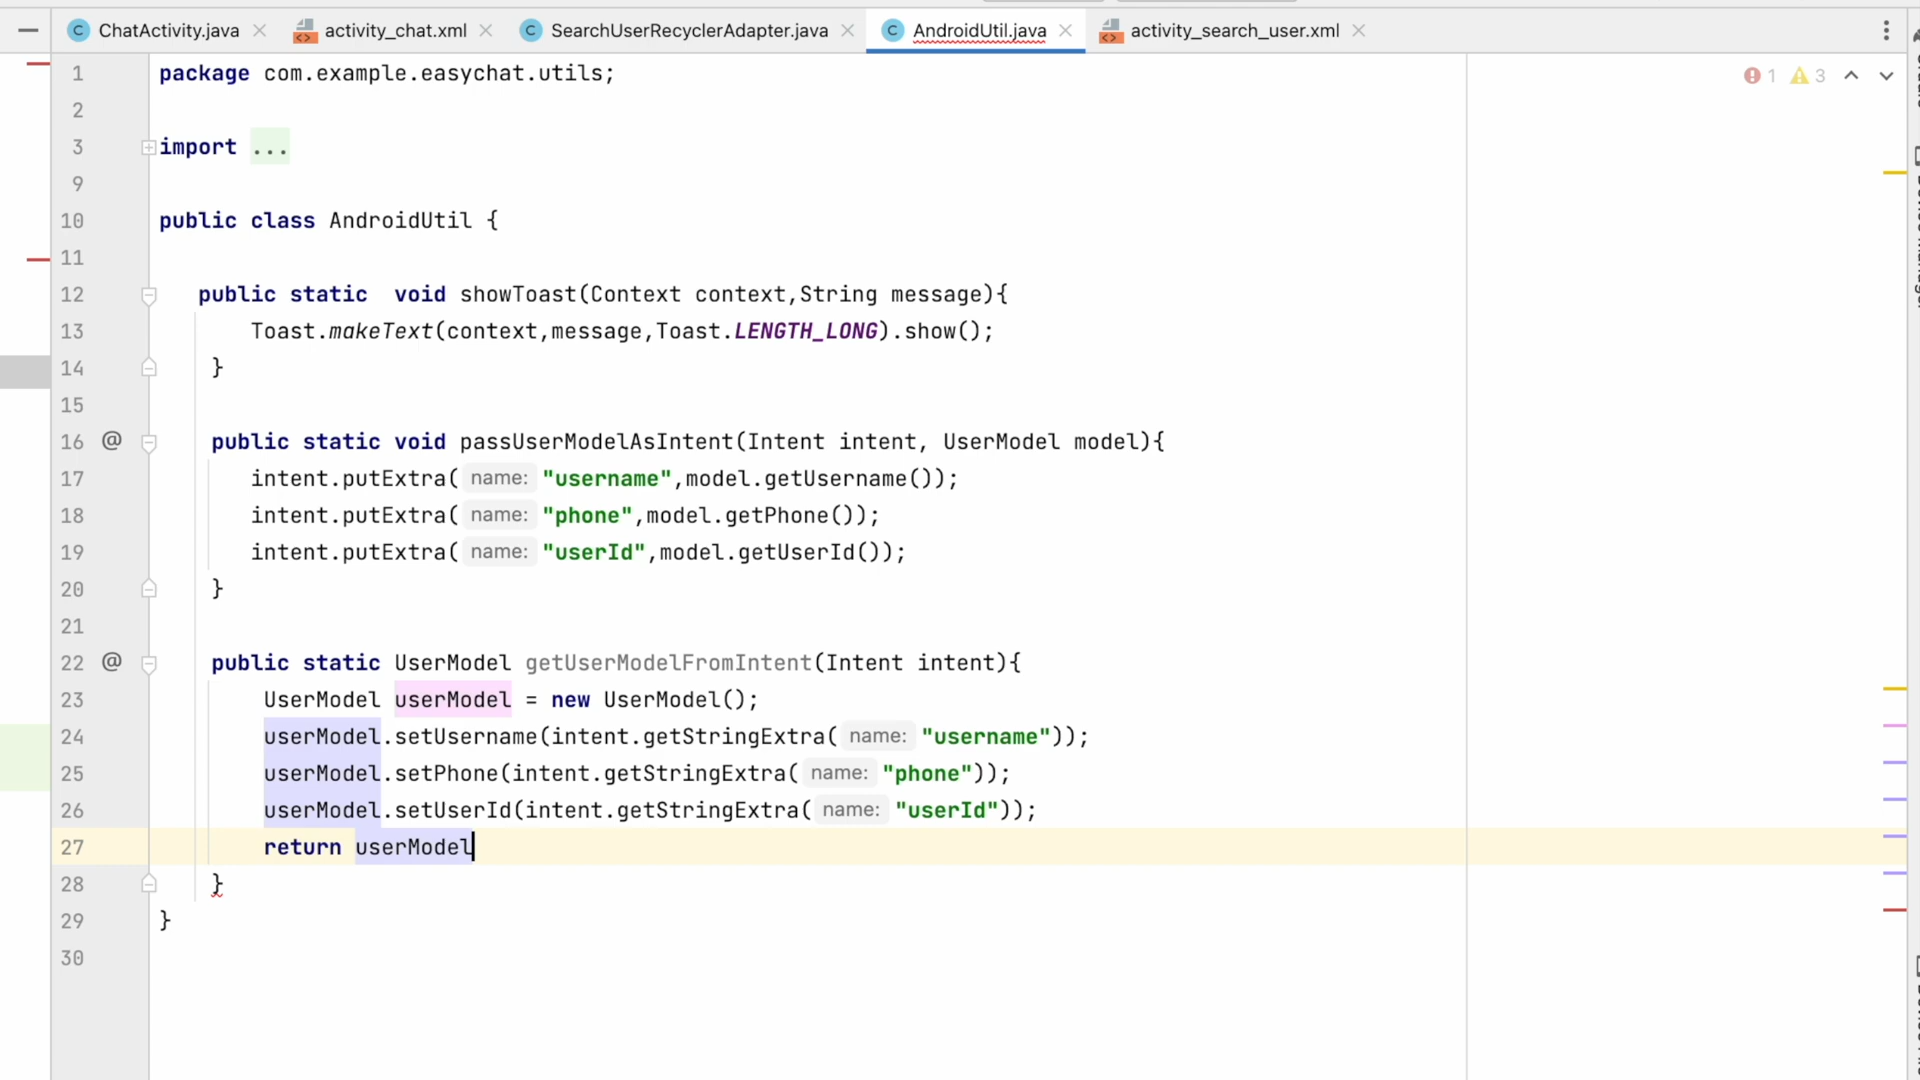 ChatActivity.java activity_chat.xml SearchUserRecyclerAdapter.java AndroidUtil.java activity_search_user.xml
1 package com.example.easychat.utils; 1 3
2
3 import ...
9
10 public class AndroidUtil {
11
12 public static  void showToast(Context context,String message){
13 Toast.makeText(context,message,Toast.LENGTH_LONG).show();
14 }
15
16 @ public static void passUserModelAsIntent(Intent intent, UserModel model){
17 intent.putExtra( name: "username",model.getUsername());
18 intent.putExtra( name: "phone",model.getPhone());
19 intent.putExtra( name: "userId",model.getUserId());
20 }
21
22 @ public static UserModel getUserModelFromIntent(Intent intent){
23 UserModel userModel = new UserModel();
24 userModel.setUsername(intent.getStringExtra( name: "username"));
25 userModel.setPhone(intent.getStringExtra( name: "phone"));
26 userModel.setUserId(intent.getStringExtra( name: "userId"));
27 return userModel
28 }
29 }
30